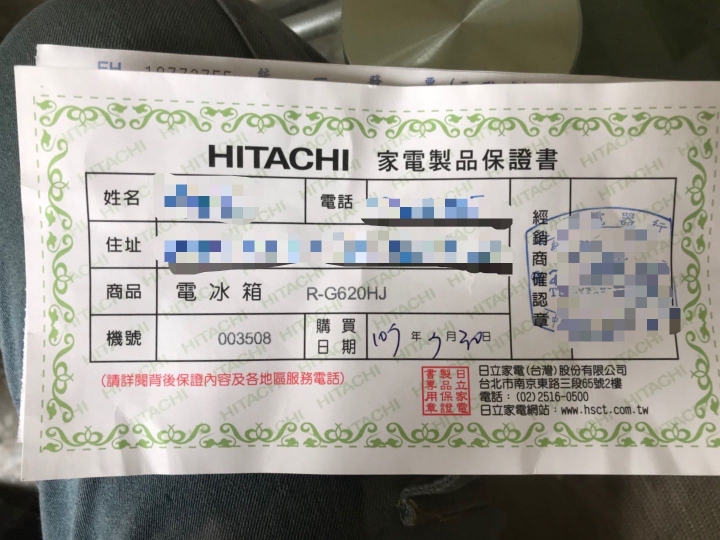 HITACHI 家電製品保證書
姓名
電話
住址
經銷商確認章
商品 電冰箱 R-G620HJ
機號 003508 購買日期 年 月 30日
(請詳閱背後保證內容及各地區服務電話)
日立家電製品保證書專用章
日立家電(台灣)股份有限公司
台北市南京東路三段65號2樓
電話:(02)2516-0500
日立家電網站:www.hsct.com.tw